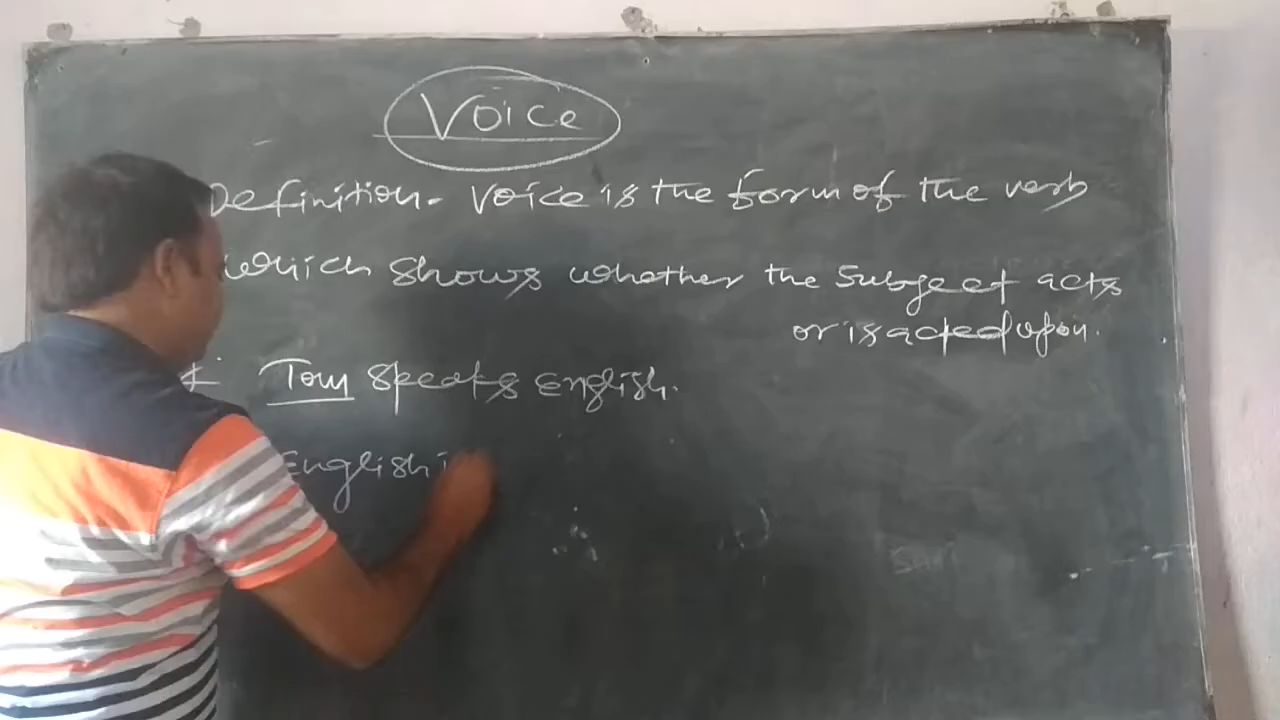 Voice
Definition. Voice is the form of the verb
which shows whether the Subject acts
or is acted upon.
Tom speaks English.
English i